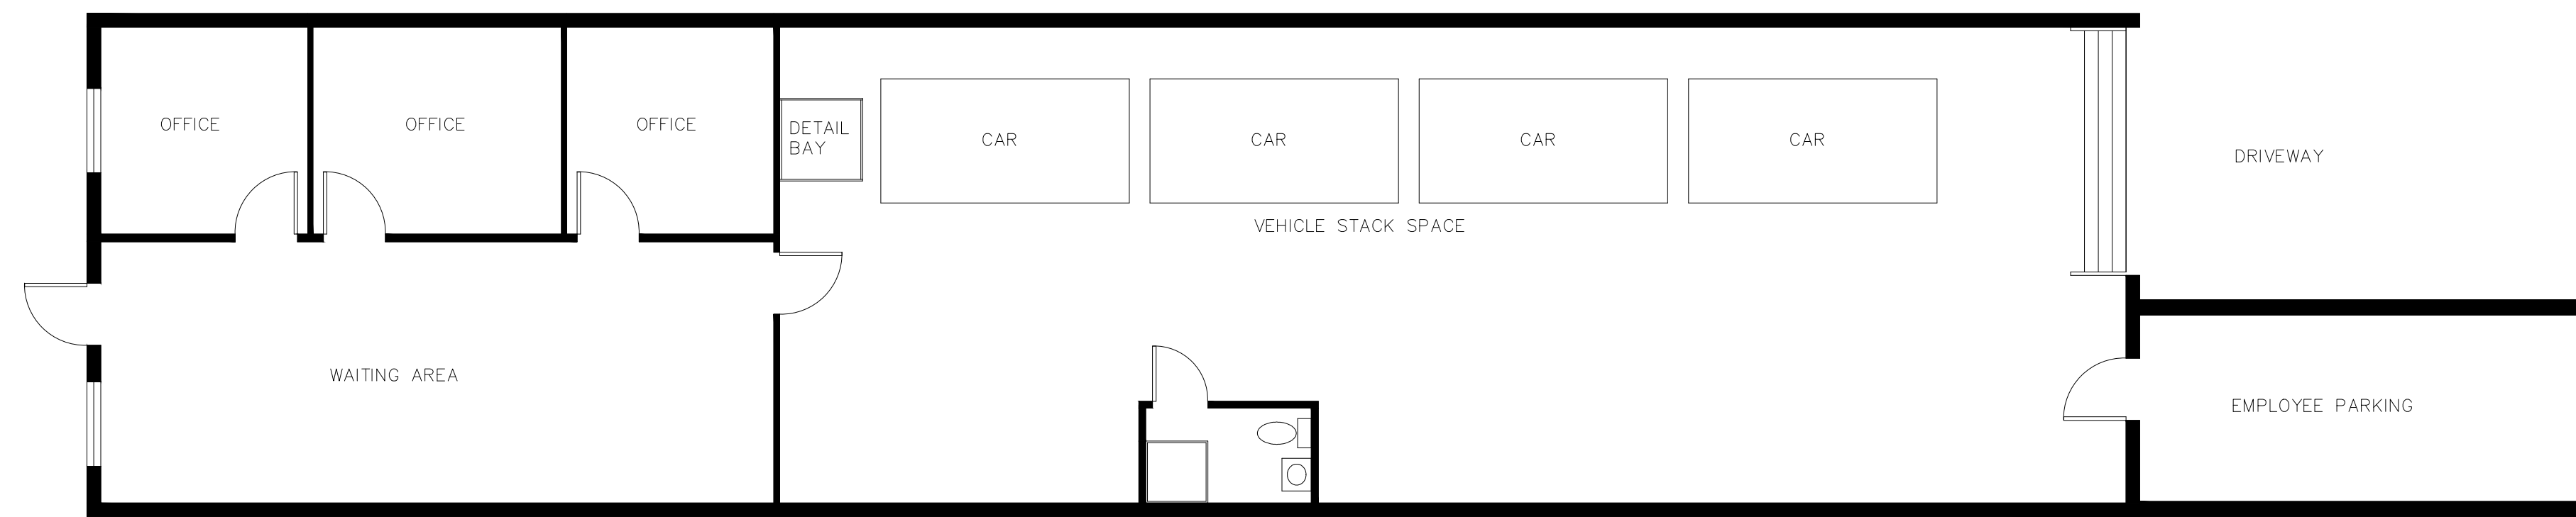 OFFICE
OFFICE
OFFICE
DETAIL
BAY
CAR
CAR
CAR
CAR
DRIVEWAY
VEHICLE STACK SPACE
WAITING AREA
EMPLOYEE PARKING